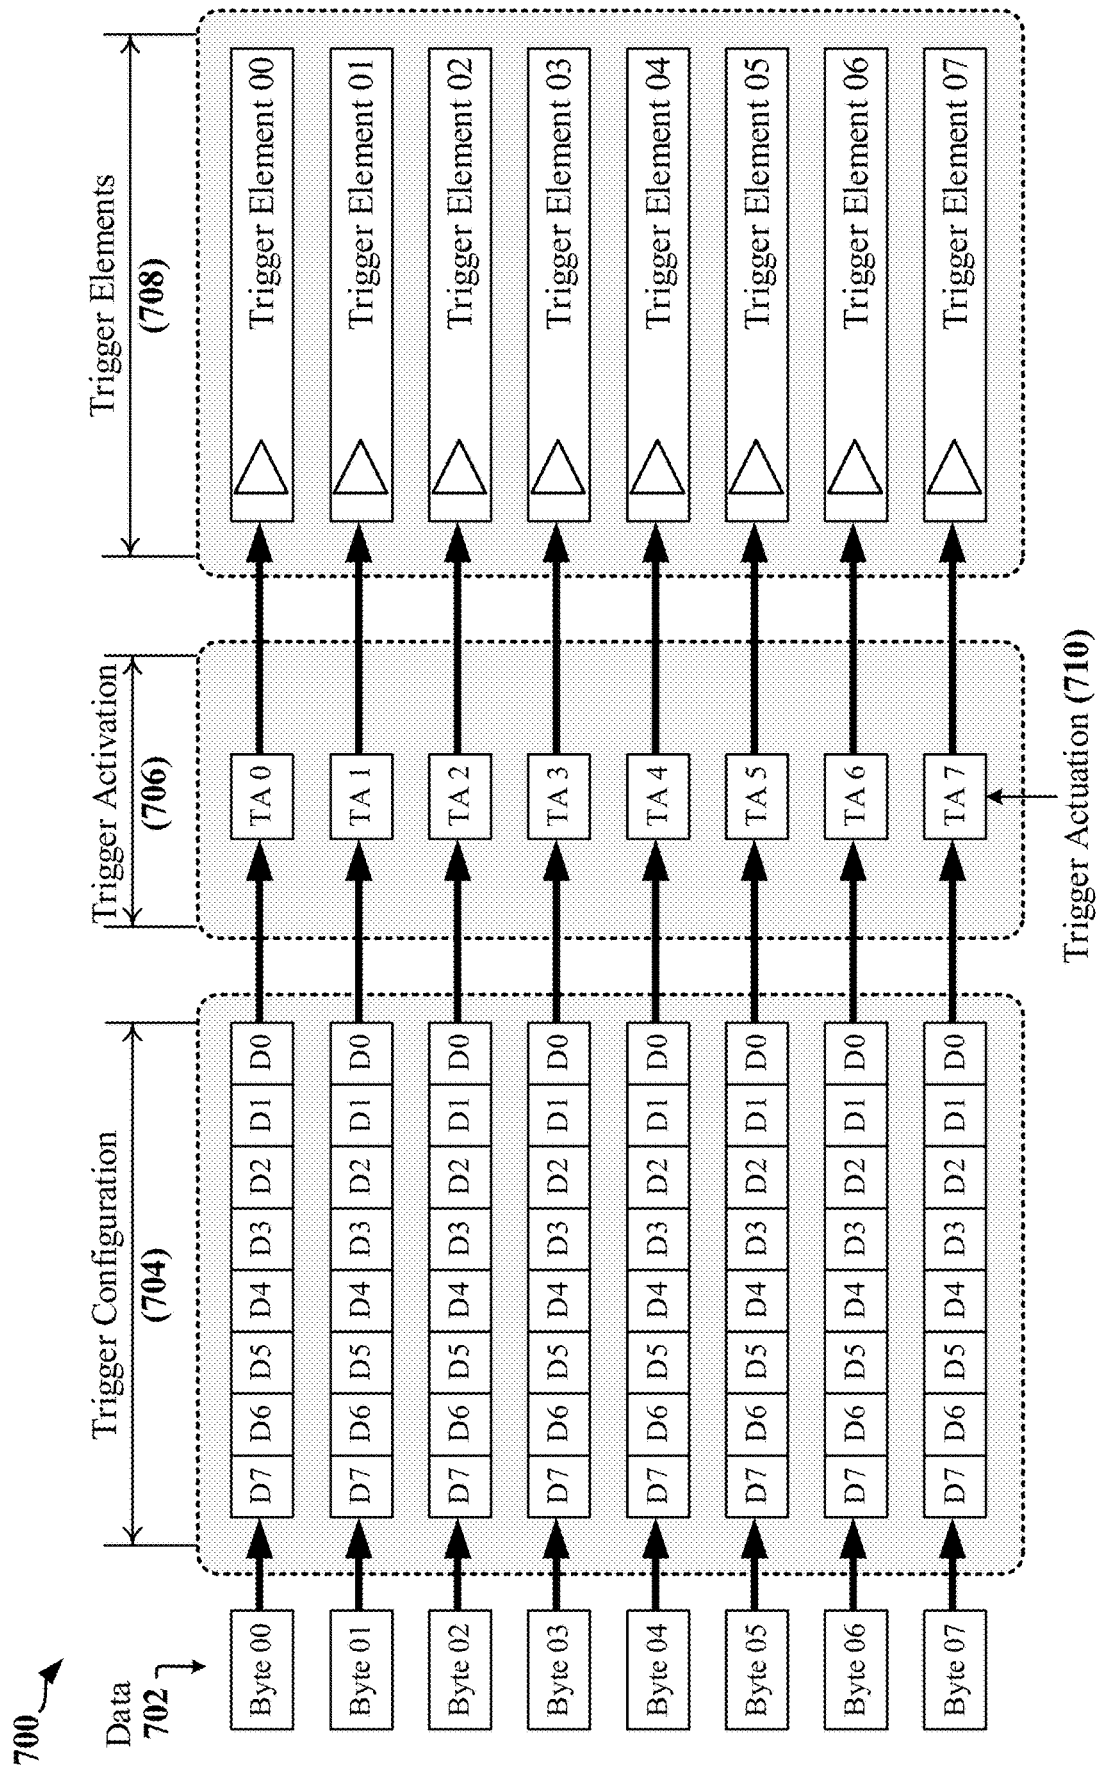 700
Data
702
Trigger Configuration
(704)
Trigger Activation
(706)
Trigger Elements
(708)
Byte 00
D7 D6 D5 D4 D3 D2 D1 D0
TA 0
Trigger Element 00
Byte 01
D7 D6 D5 D4 D3 D2 D1 D0
TA 1
Trigger Element 01
Byte 02
D7 D6 D5 D4 D3 D2 D1 D0
TA 2
Trigger Element 02
Byte 03
D7 D6 D5 D4 D3 D2 D1 D0
TA 3
Trigger Element 03
Byte 04
D7 D6 D5 D4 D3 D2 D1 D0
TA 4
Trigger Element 04
Byte 05
D7 D6 D5 D4 D3 D2 D1 D0
TA 5
Trigger Element 05
Byte 06
D7 D6 D5 D4 D3 D2 D1 D0
TA 6
Trigger Element 06
Byte 07
D7 D6 D5 D4 D3 D2 D1 D0
TA 7
Trigger Element 07
Trigger Actuation (710)